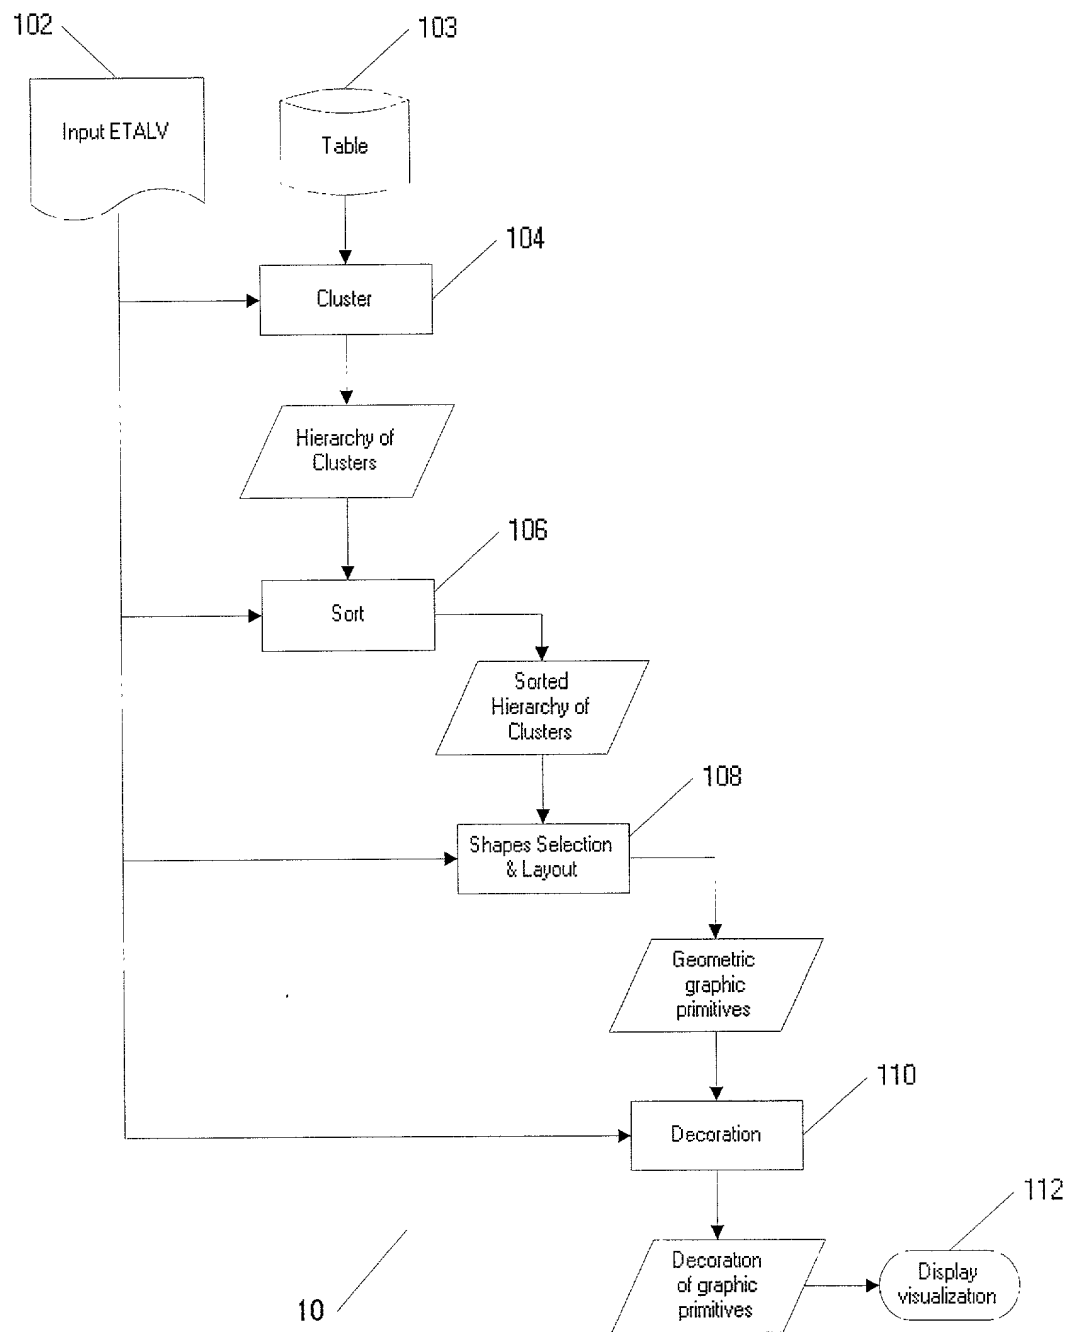 102
103
Input ETALV
Table
104
Cluster
Hierarchy of
Clusters
106
Sort
Sorted
Hierarchy of
Clusters
108
Shapes Selection
& Layout
Geometric
graphic
primitives
110
Decoration
112
Decoration
of graphic
primitives
Display
visualization
10